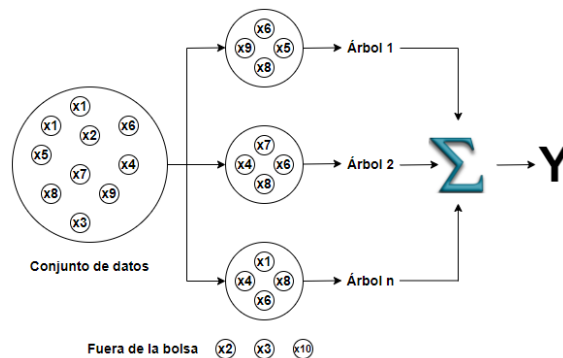 x6
x9 x5 Árbol 1
x8
x1
x1 x2 x6
x5 x4
x7
x8 x9
x3
Conjunto de datos
x7
x4 x6 Árbol 2
x8
Σ Y
x1
x4 x8 Árbol n
x6
Fuera de la bolsa x2 x3 x10